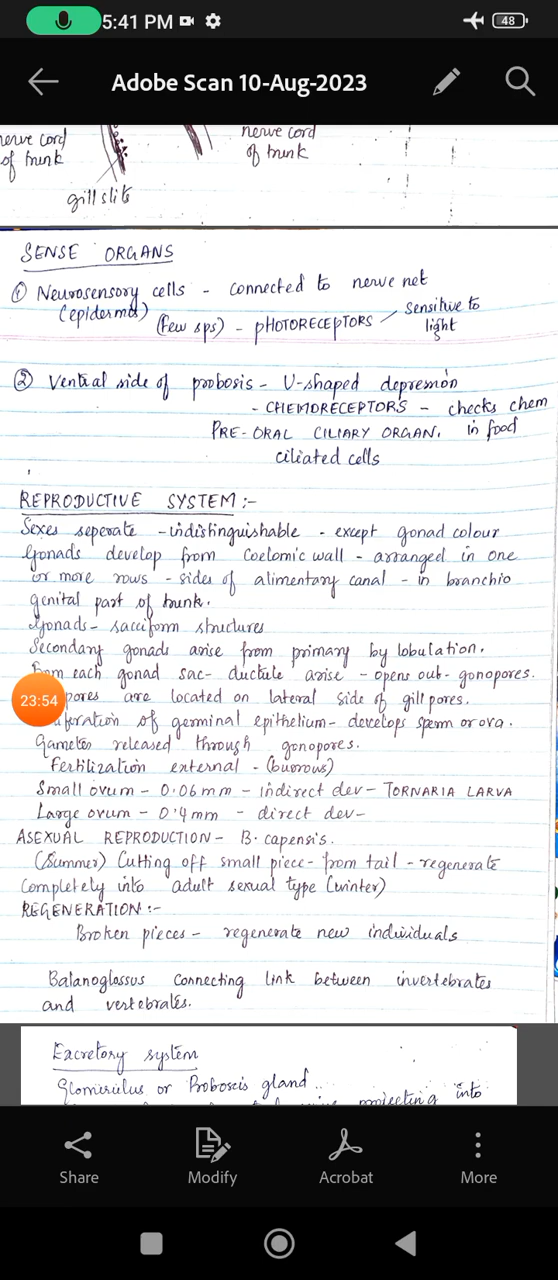 5:41 PM
48
Adobe Scan 10-Aug-2023
nerve cord
of trunk
nerve cord
of trunk
gill slits
SENSE ORGANS
① Neurosensory cells - connected to nerve net
(epidermis) (few sps) - PHOTORECEPTORS / sensitive to
light
② Ventral side of probosis - U-shaped depression
- CHEMORECEPTORS - checks chem
PRE-ORAL CILIARY ORGAN. in food
ciliated cells
REPRODUCTIVE SYSTEM :-
Sexes seperate - indistinguishable - except gonad colour
Gonads develop from coelomic wall - arranged in one
or more rows - sides of alimentary canal - in branchio
genital part of trunk.
Gonads - sacciform structures
Secondary gonads arise from primary by lobulation.
From each gonad sac - ductule arise - opens out - gonopores.
23:54
pores are located on lateral side of gill pores.
feration of germinal epithelium - develops sperm or ova.
Gametes released through gonopores.
Fertilization external - (buorows)
Small ovum - 0.06mm - indirect dev - TORNARIA LARVA
Large ovum - 0.4mm - direct dev -
ASEXUAL REPRODUCTION - B. capensis.
(Summer) Cutting off small piece - from tail - regenerate
completely into adult sexual type (winter)
REGENERATION :-
Broken pieces - regenerate new individuals
Balanoglossus connecting link between invertebrates
and vertebrates.
Excretory system
Glomerulus or Proboscis gland..
projecting into
Share
Modify
Acrobat
More